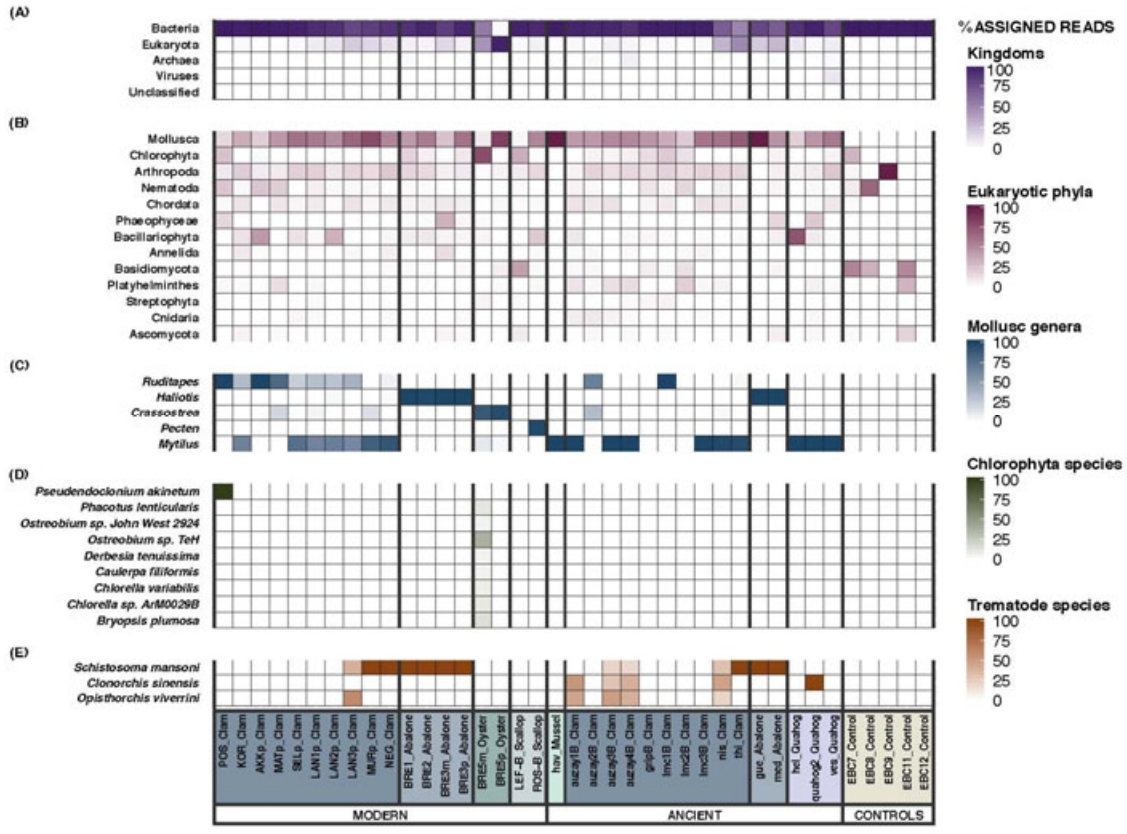 (A)
Bacteria
Eukaryota
Archaea
Viruses
Unclassified
(B)
Mollusca
Chlorophyta
Arthropoda
Nematoda
Chordata
Phaeophyceae
Bacillariophyta
Annelida
Basidiomycota
Platyhelminthes
Streptophyta
Cnidaria
Ascomycota
(C)
Ruditapes
Haliotis
Crassostrea
Pecten
Mytilus
(D)
Pseudendoclonium akinetum
Phacotus lenticularis
Ostreobium sp. John West 2924
Ostreobium sp. TeH
Derbesia tenuissima
Caulerpa filiformis
Chlorella variabilis
Chlorella sp. ArM0029B
Bryopsis plumosa
(E)
Schistosoma mansoni
Clonorchis sinensis
Opisthorchis viverrini
POS_Clam
KOR_Clam
AKKp_Clam
MATp_Clam
SELp_Clam
LAN1p_Clam
LAN2p_Clam
LAN3p_Clam
MURp_Clam
NEG_Clam
BRE1_Abalone
BRE2_Abalone
BRE3m_Abalone
BRE3p_Abalone
BRE5m_Oyster
BRE5p_Oyster
LEF-B_Scallop
ROS-B_Scallop
hav_Mussel
auzay1B_Clam
auzay2B_Clam
auzay3B_Clam
auzay4B_Clam
gripB_Clam
lmc1B_Clam
lmc2B_Clam
lmc3B_Clam
nis_Clam
thi_Clam
gue_Abalone
med_Abalone
hel_Quahog
quahog2_Quahog
ves_Quahog
EBC7_Control
EBC8_Control
EBC9_Control
EBC11_Control
EBC12_Control
MODERN
ANCIENT
CONTROLS
%ASSIGNED READS
Kingdoms
100
75
50
25
0
Eukaryotic phyla
100
75
50
25
0
Mollusc genera
100
75
50
25
0
Chlorophyta species
100
75
50
25
0
Trematode species
100
75
50
25
0